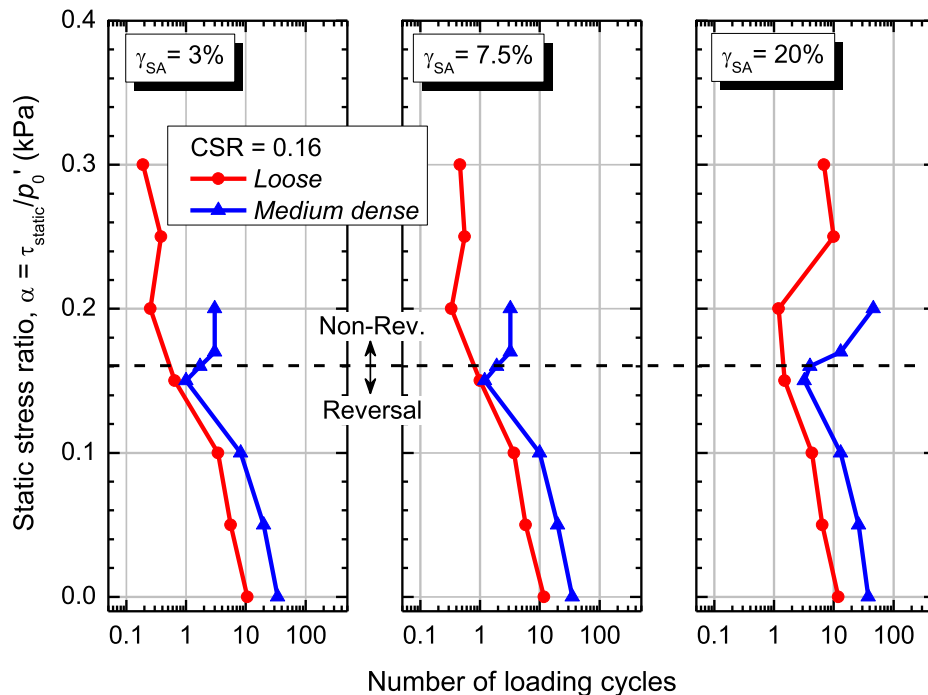 γSA = 3%
γSA = 7.5%
γSA = 20%
CSR = 0.16
Loose
Medium dense
Non-Rev.
Reversal
Static stress ratio, α = τstatic/p0' (kPa)
0.4
0.3
0.2
0.1
0.0
0.1 1 10 100
0.1 1 10 100
0.1 1 10 100
Number of loading cycles